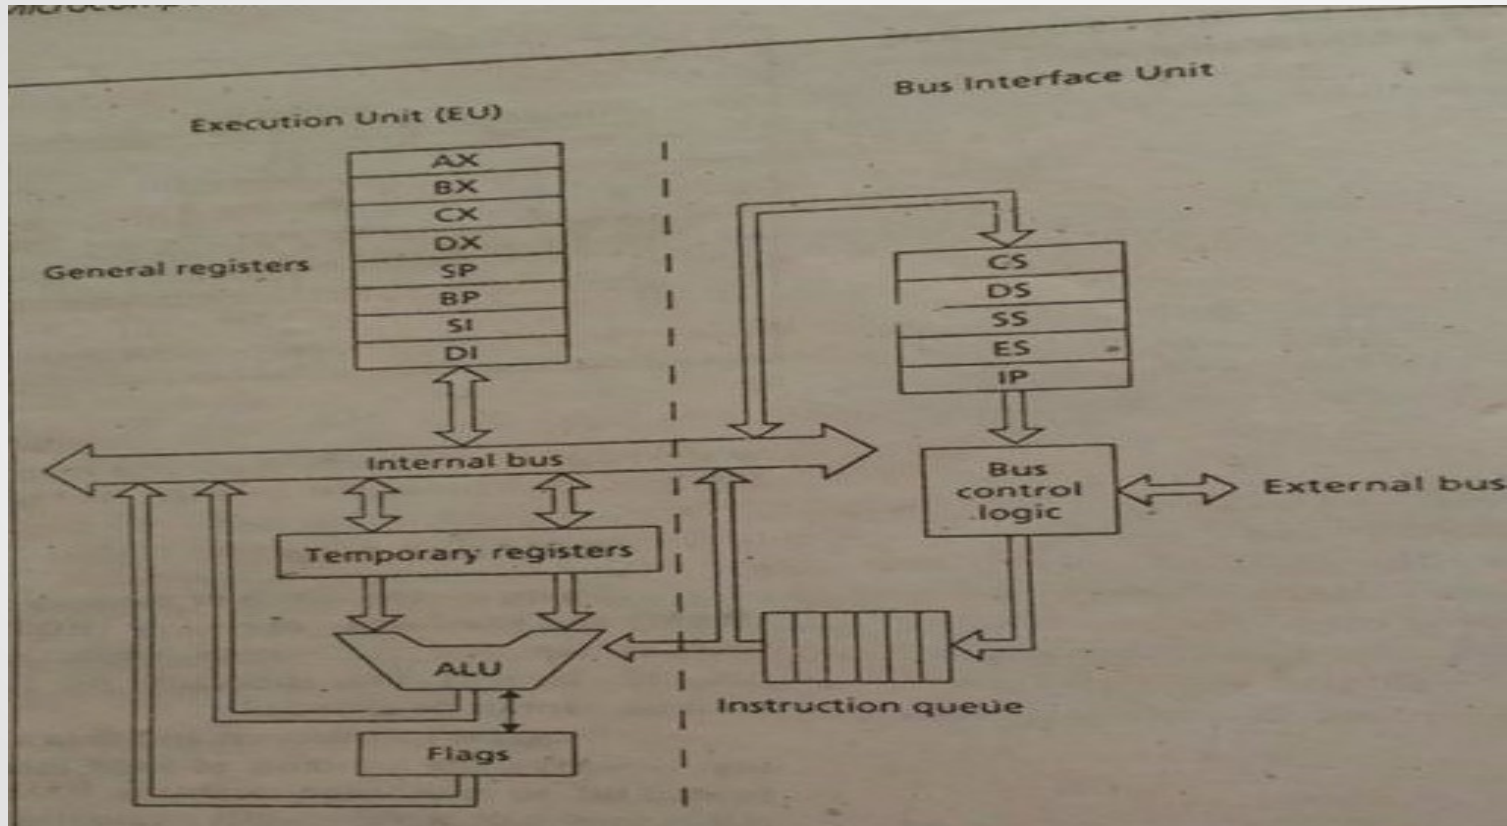 Bus Interface Unit
Execution Unit (EU)
AX
BX
CX
DX
General registers
SP
BP
SI
DI
CS
DS
SS
ES
IP
Internal bus
Bus
control
logic
External bus
Temporary registers
ALU
Instruction queue
Flags